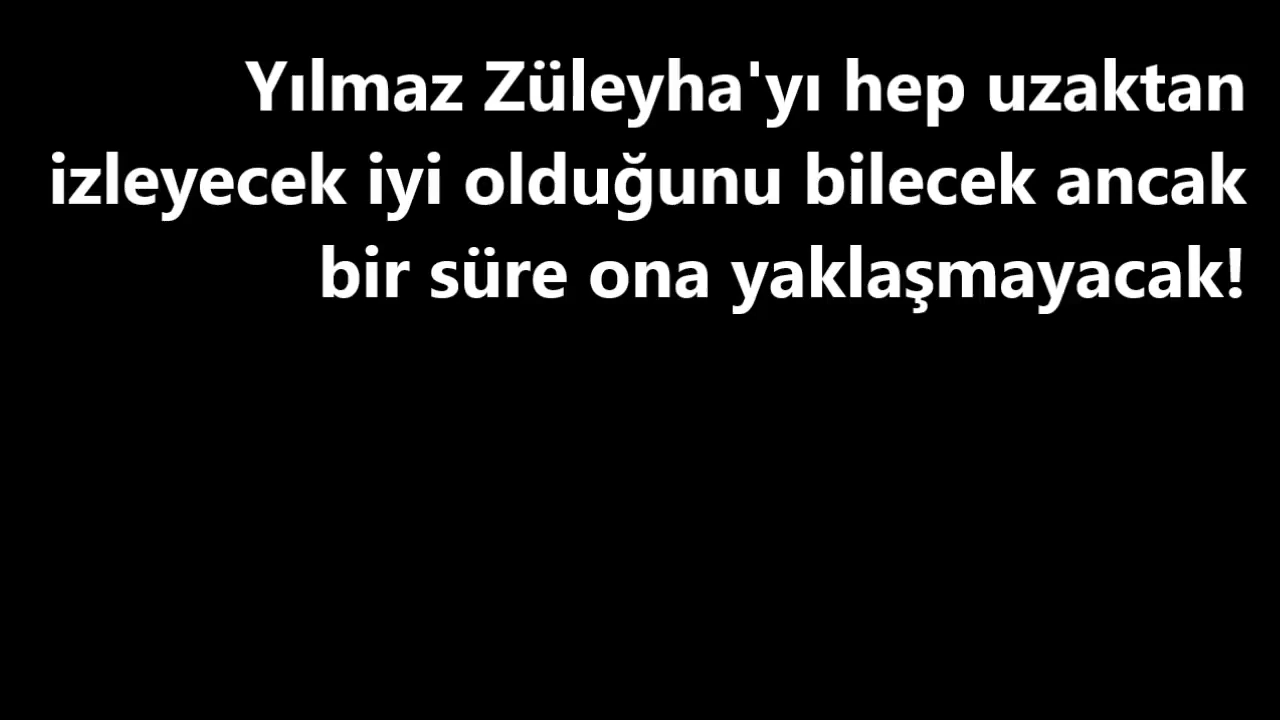 Yılmaz Züleyha'yı hep uzaktan
izleyecek iyi olduğunu bilecek ancak
bir süre ona yaklaşmayacak!